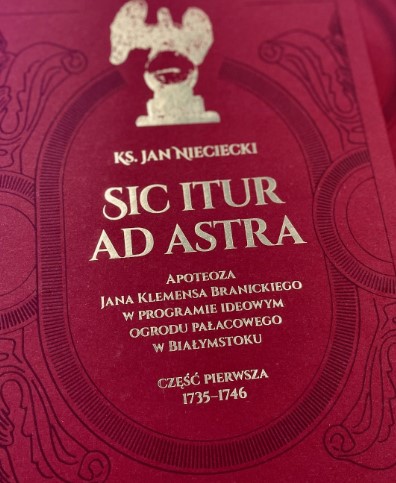 KS. JAN NIECIECKI
SIC ITUR
AD ASTRA
APOTEOZA
JANA KLEMENSA BRANICKIEGO
W PROGRAMIE IDEOWYM
OGRODU PAŁACOWEGO
W BIAŁYMSTOKU
CZĘŚĆ PIERWSZA
1735–1746